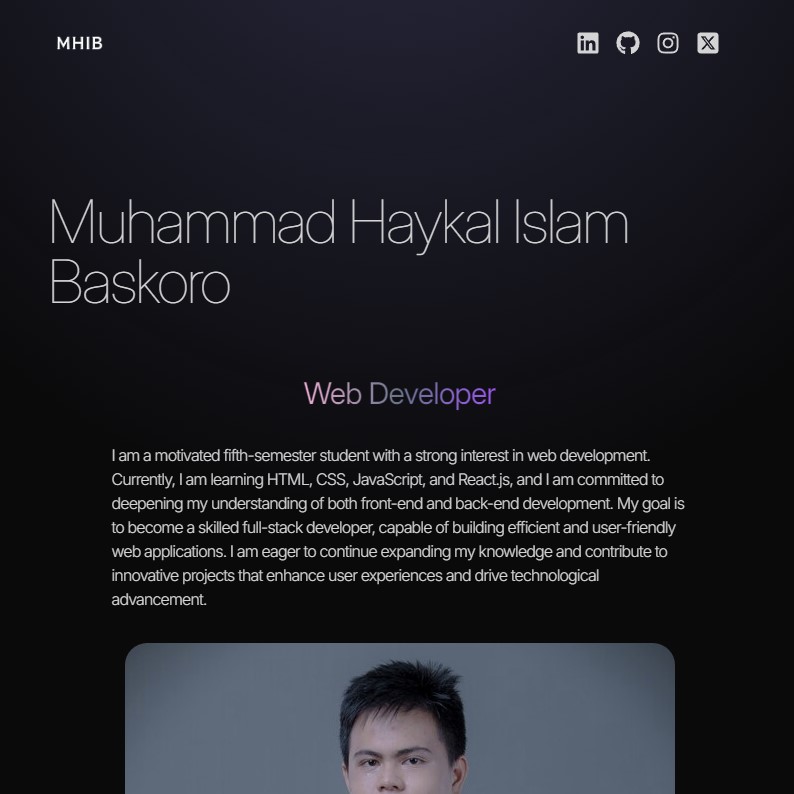 MHIB
Muhammad Haykal Islam
Baskoro
Web Developer
I am a motivated fifth-semester student with a strong interest in web development.
Currently, I am learning HTML, CSS, JavaScript, and React.js, and I am committed to
deepening my understanding of both front-end and back-end development. My goal is
to become a skilled full-stack developer, capable of building efficient and user-friendly
web applications. I am eager to continue expanding my knowledge and contribute to
innovative projects that enhance user experiences and drive technological
advancement.